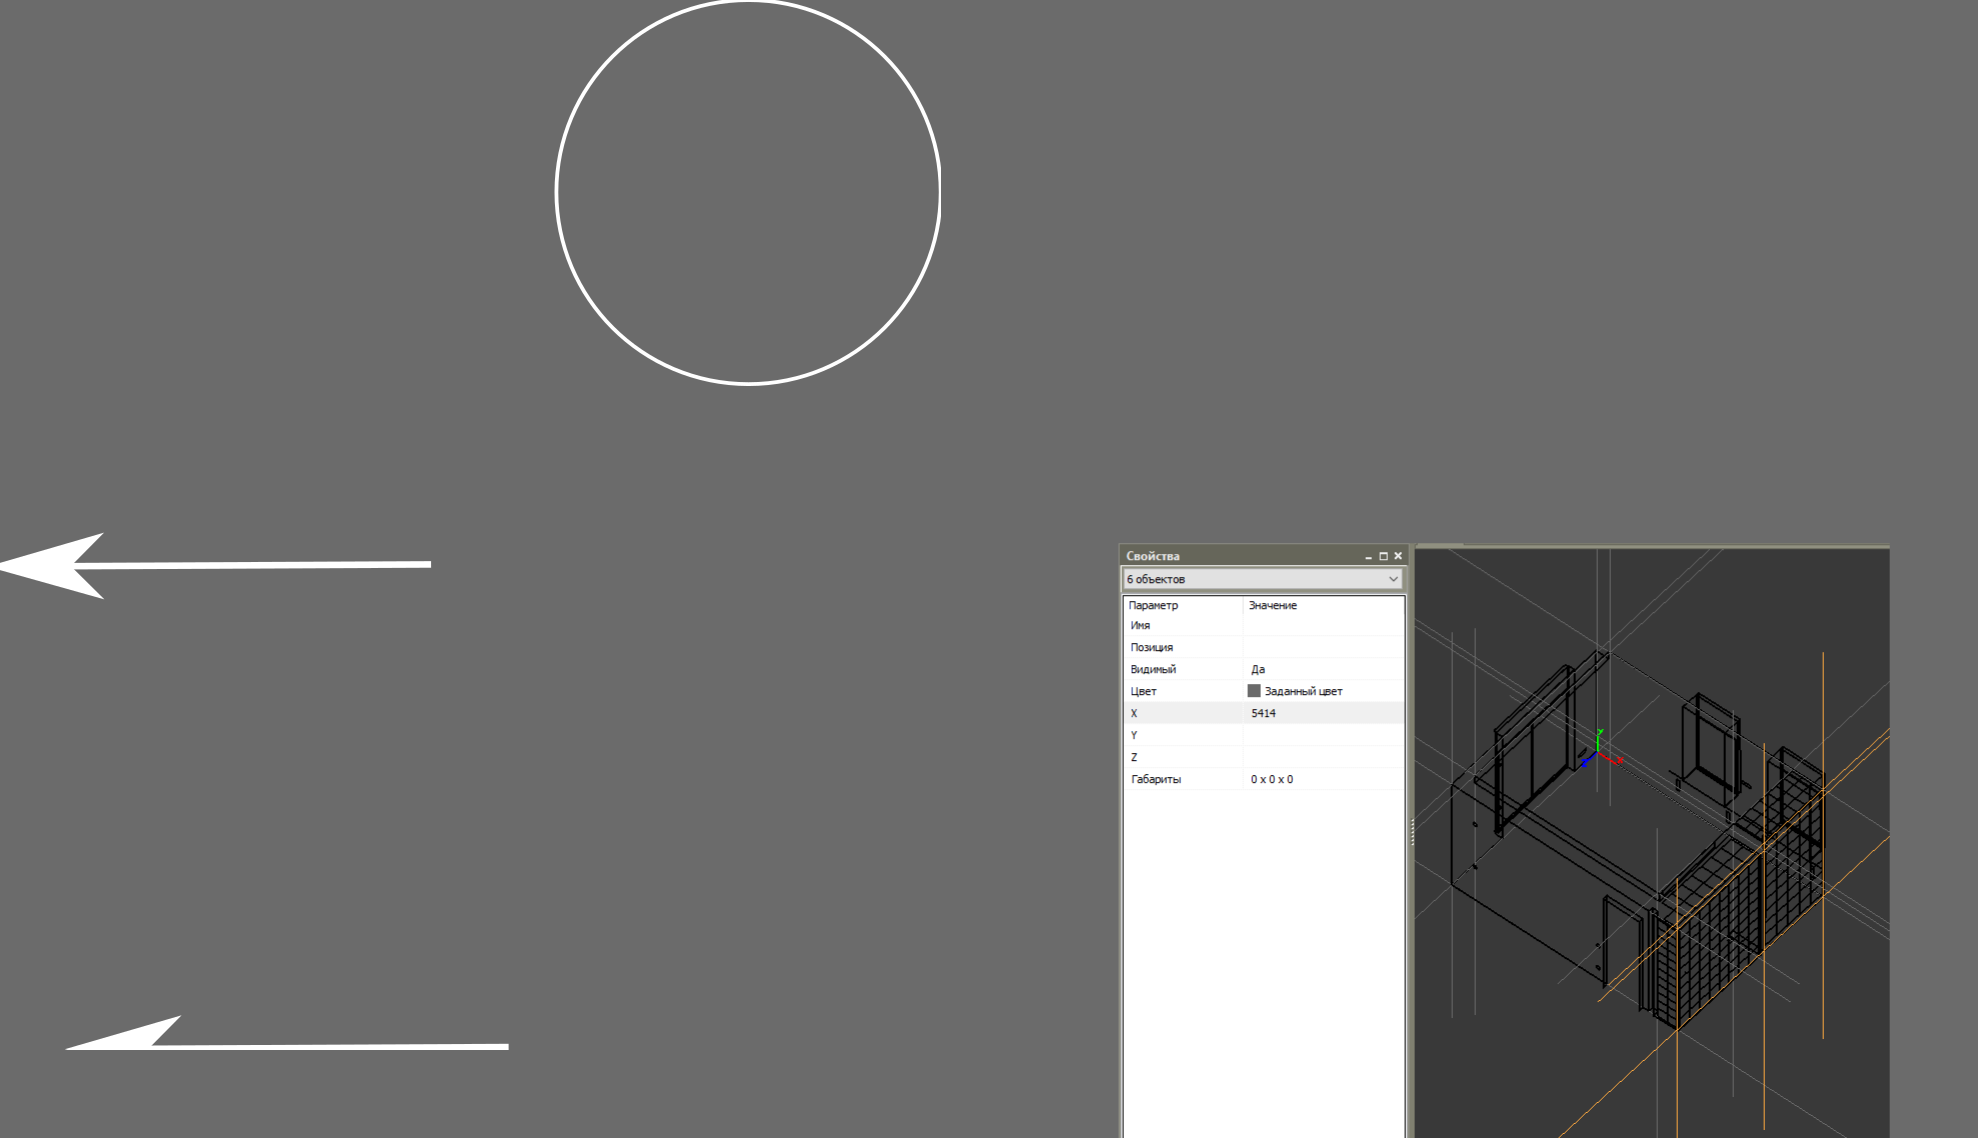 Свойства
6 объектов
Параметр Значение
Имя
Позиция
Видимый Да
Цвет Заданный цвет
X 5414
Y
Z
Габариты 0 x 0 x 0
Y
Z
X